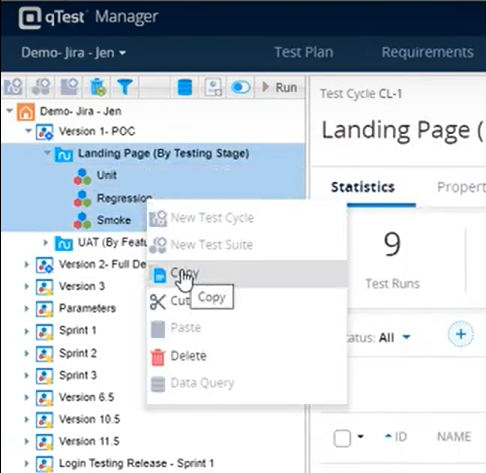 qTest Manager
Demo- Jira - Jen
Test Plan
Requirements
Run
Demo- Jira - Jen
Version 1- POC
Landing Page (By Testing Stage)
Unit
Regression
Smoke
UAT (By Featu
Version 2- Full De
Version 3
Parameters
Sprint 1
Sprint 2
Sprint 3
Version 6.5
Version 10.5
Version 11.5
Login Testing Release - Sprint 1
New Test Cycle
New Test Suite
Copy
Cut
Copy
Paste
Delete
Data Query
Test Cycle CL-1
Landing Page (
Statistics
Propert
9
Test Runs
atus: All
ID
NAME